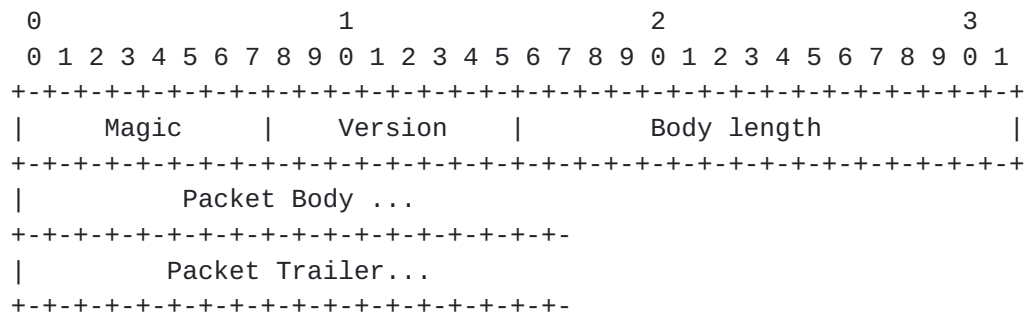 0                   1                   2                   3
 0 1 2 3 4 5 6 7 8 9 0 1 2 3 4 5 6 7 8 9 0 1 2 3 4 5 6 7 8 9 0 1
+-+-+-+-+-+-+-+-+-+-+-+-+-+-+-+-+-+-+-+-+-+-+-+-+-+-+-+-+-+-+-+-+
|     Magic     |    Version    |        Body length            |
+-+-+-+-+-+-+-+-+-+-+-+-+-+-+-+-+-+-+-+-+-+-+-+-+-+-+-+-+-+-+-+-+
|          Packet Body ...
+-+-+-+-+-+-+-+-+-+-+-+-+-+-+-+-+-+-
|         Packet Trailer...
+-+-+-+-+-+-+-+-+-+-+-+-+-+-+-+-+-+-